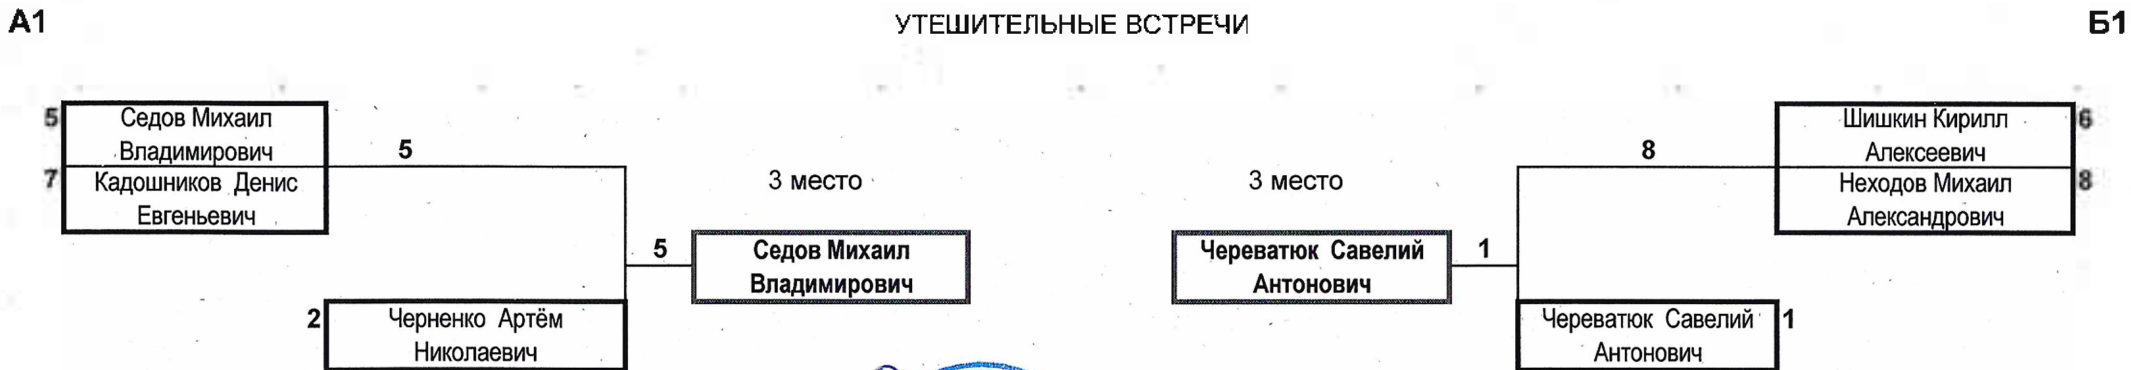 А1
УТЕШИТЕЛЬНЫЕ ВСТРЕЧИ
Б1
5
Седов Михаил
Владимирович
7
Кадошников Денис
Евгеньевич
5
3 место
5
Седов Михаил
Владимирович
2
Черненко Артём
Николаевич
3 место
Череватюк Савелий
Антонович
1
8
Шишкин Кирилл
Алексеевич
6
Неходов Михаил
Александрович
8
Череватюк Савелий
Антонович
1